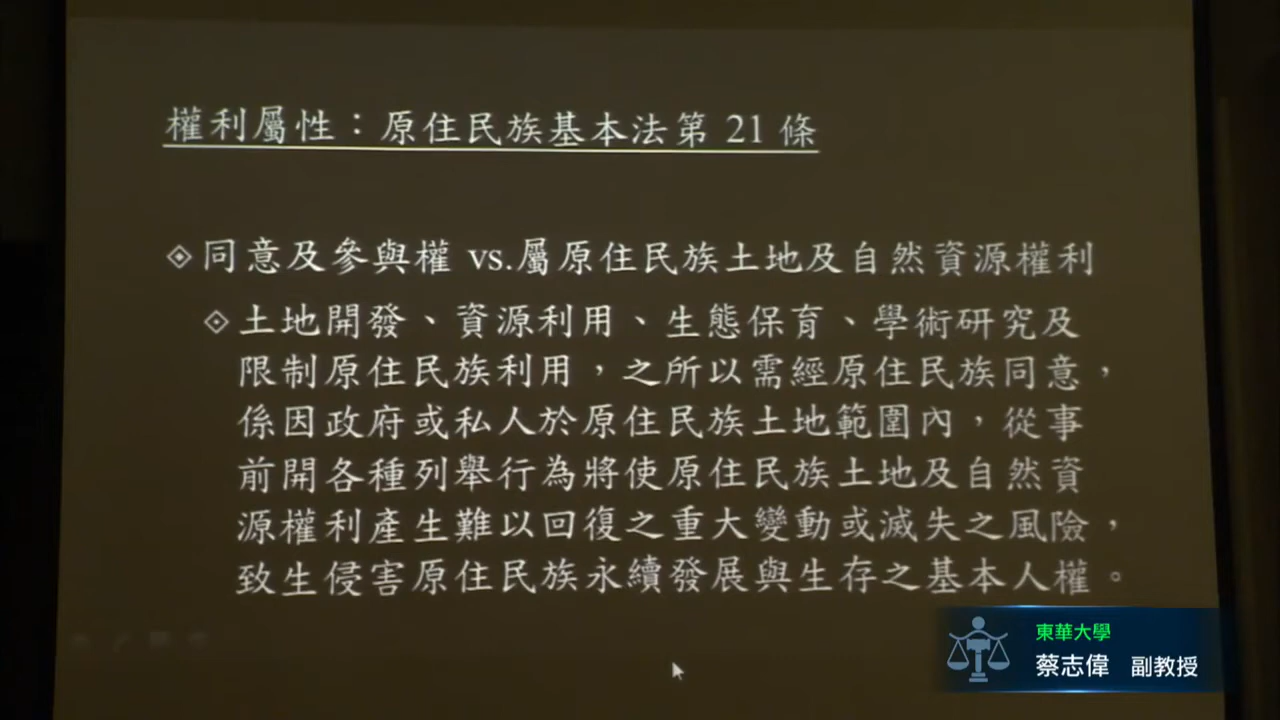 權利屬性：原住民族基本法第 21 條
同意及參與權 vs.屬原住民族土地及自然資源權利
土地開發、資源利用、生態保育、學術研究及
限制原住民族利用，之所以需經原住民族同意，
係因政府或私人於原住民族土地範圍內，從事
前開各種列舉行為將使原住民族土地及自然資
源權利產生難以回復之重大變動或滅失之風險，
致生侵害原住民族永續發展與生存之基本人權。
東華大學
蔡志偉 副教授